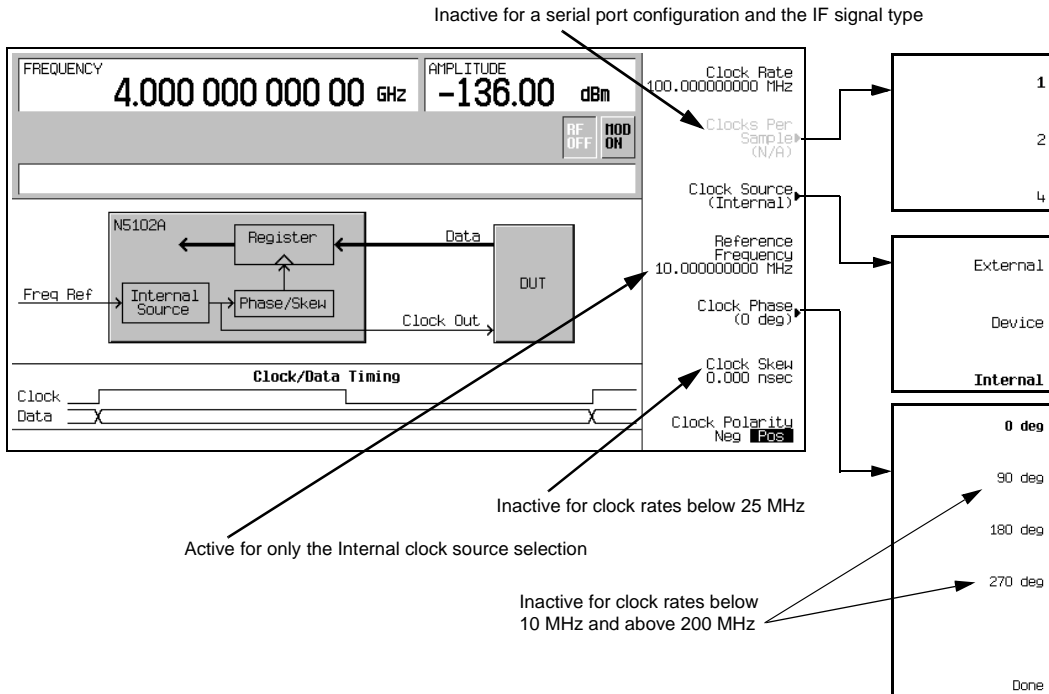 Inactive for a serial port configuration and the IF signal type
FREQUENCY
4.000 000 000 00 GHz
AMPLITUDE
-136.00 dBm
RF
OFF
MOD
ON
Clock Rate
100.000000000 MHz
Clocks Per
Sample
(N/A)
Clock Source
(Internal)
Reference
Frequency
10.000000000 MHz
Clock Phase
(0 deg)
Clock Skew
0.000 nsec
Clock Polarity
Neg Pos
N5102A
Register
Data
DUT
Freq Ref
Internal
Source
Phase/Skew
Clock Out
Clock/Data Timing
Clock
Data
1
2
4
External
Device
Internal
0 deg
90 deg
180 deg
270 deg
Done
Inactive for clock rates below 25 MHz
Active for only the Internal clock source selection
Inactive for clock rates below
10 MHz and above 200 MHz